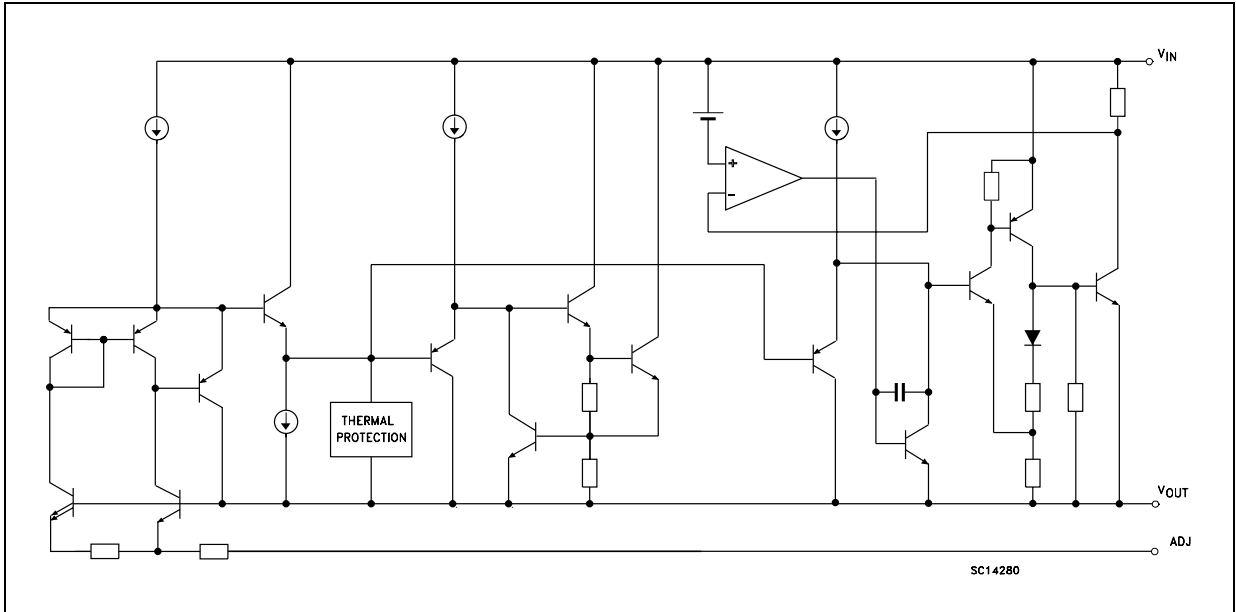 VIN
+
−
THERMAL
PROTECTION
VOUT
ADJ
SC14280